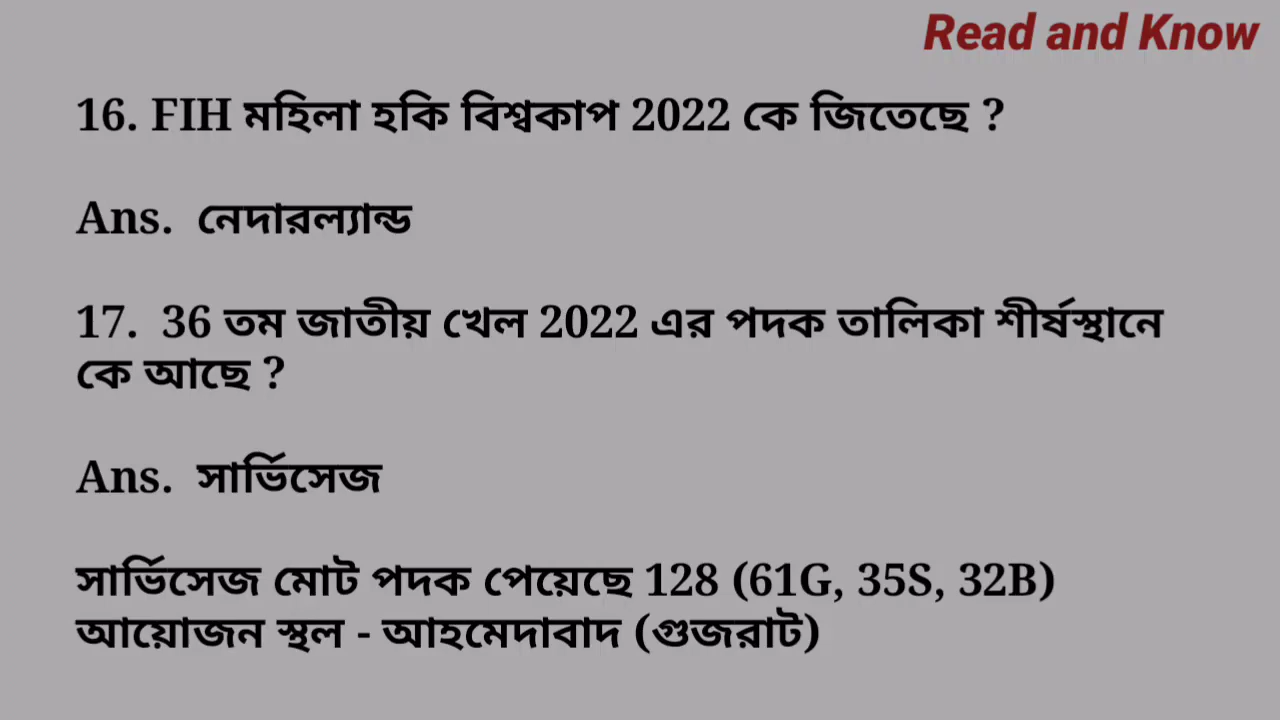 Read and Know
16. FIH মহিলা হকি বিশ্বকাপ 2022 কে জিতেছে ?
Ans. নেদারল্যান্ড
17. 36 তম জাতীয় খেল 2022 এর পদক তালিকা শীর্ষস্থানে
কে আছে ?
Ans. সার্ভিসেজ
সার্ভিসেজ মোট পদক পেয়েছে 128 (61G, 35S, 32B)
আয়োজন স্থল - আহমেদাবাদ (গুজরাট)